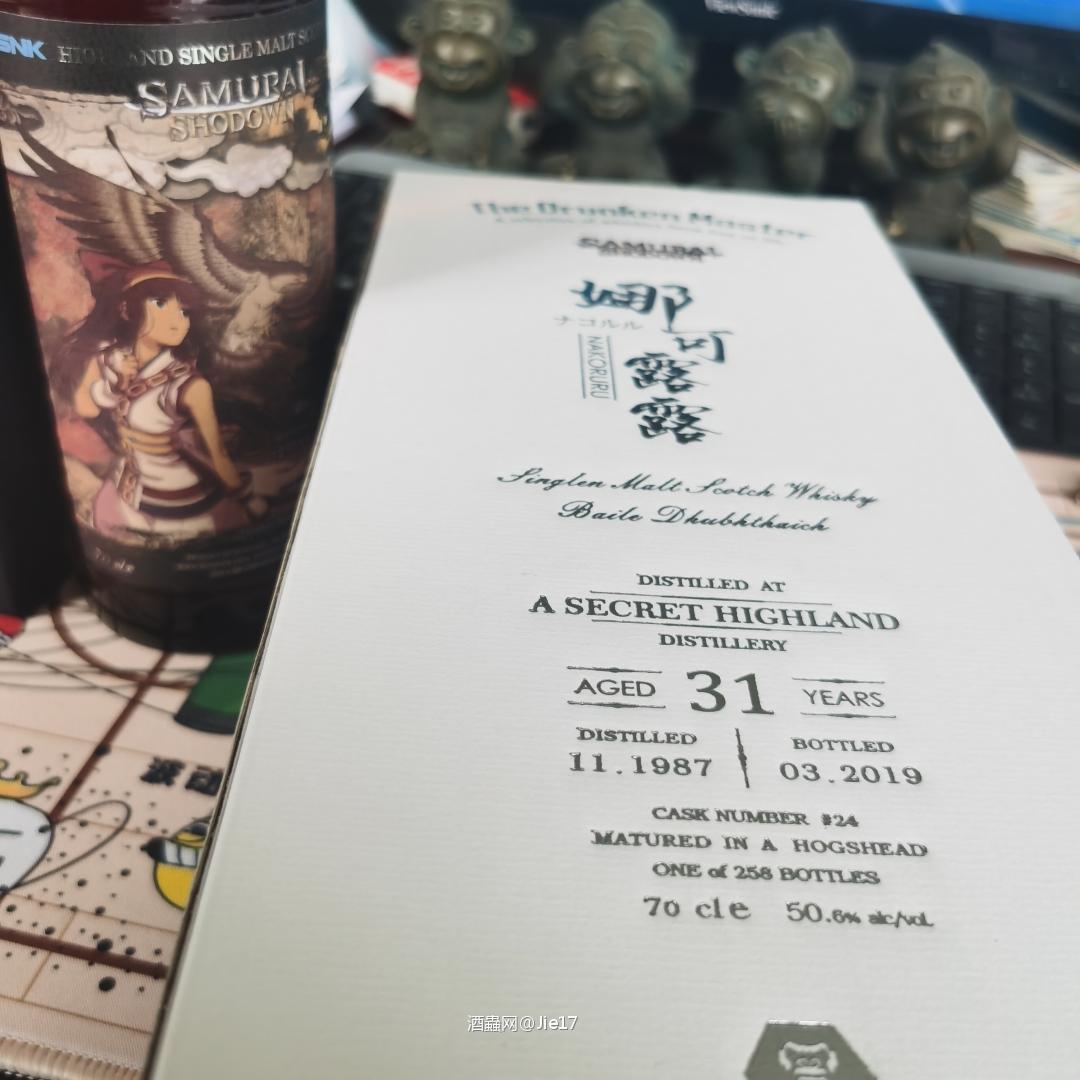 SNK HIGHLAND SINGLE MALT SC
SAMURAI
SHODOWN
The Drunken Master
SAMURAI
娜可露露
ナコルル
NAKORURU
Singlen Malt Scotch Whisky
Baile Dhubhthaich
DISTILLED AT
A SECRET HIGHLAND
DISTILLERY
AGED 31 YEARS
DISTILLED
11.1987
BOTTLED
03.2019
CASK NUMBER #24
MATURED IN A HOGSHEAD
ONE of 258 BOTTLES
70 cle 50.6% alc/vol.
酒蟲网@Jie17